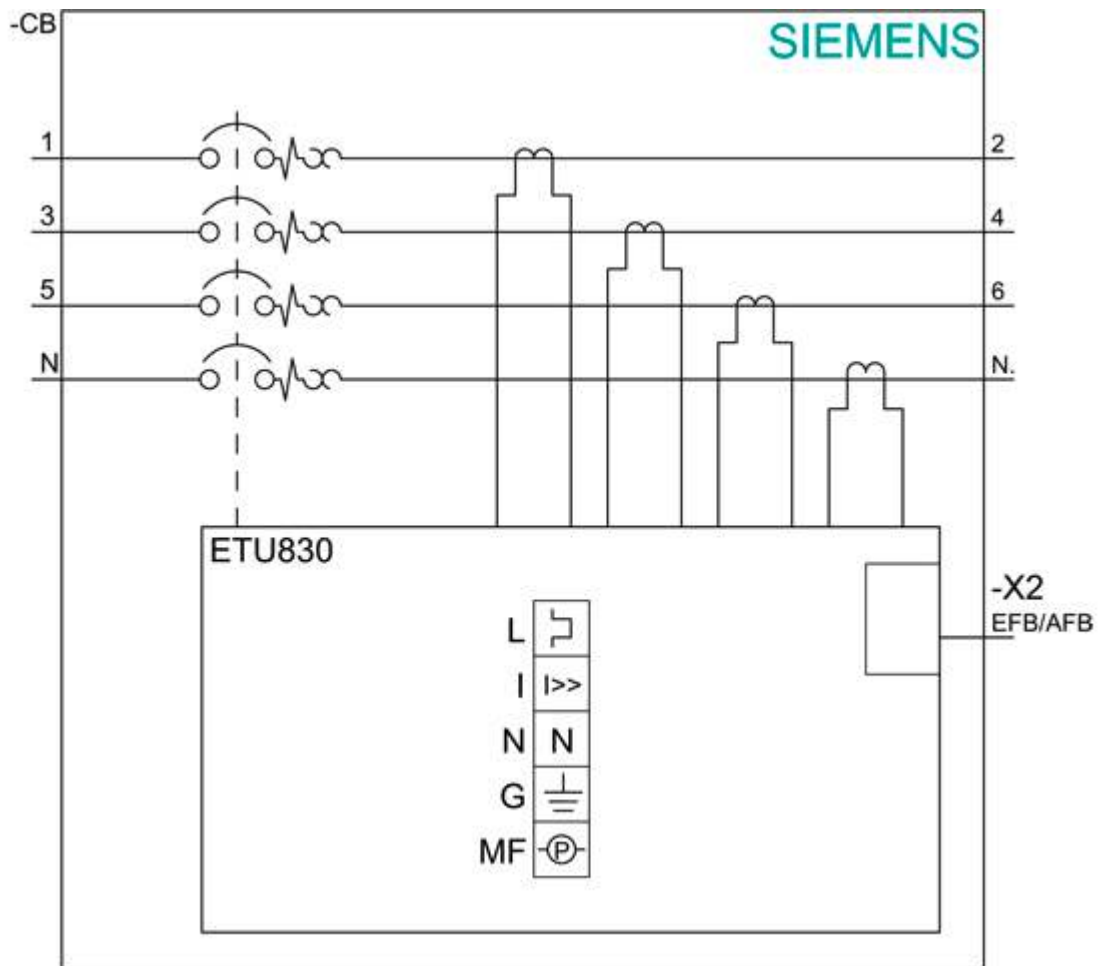 -CB
SIEMENS
1 2
3 4
5 6
N N.
ETU830
-X2
EFB/AFB
L
I I>>
N N
G
MF P